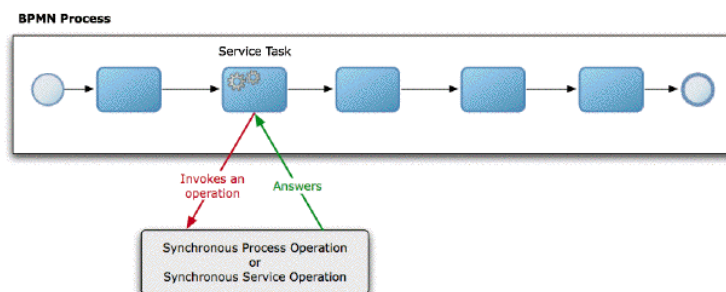 BPMN Process
Service Task
Invokes an
operation
Answers
Synchronous Process Operation
or
Synchronous Service Operation